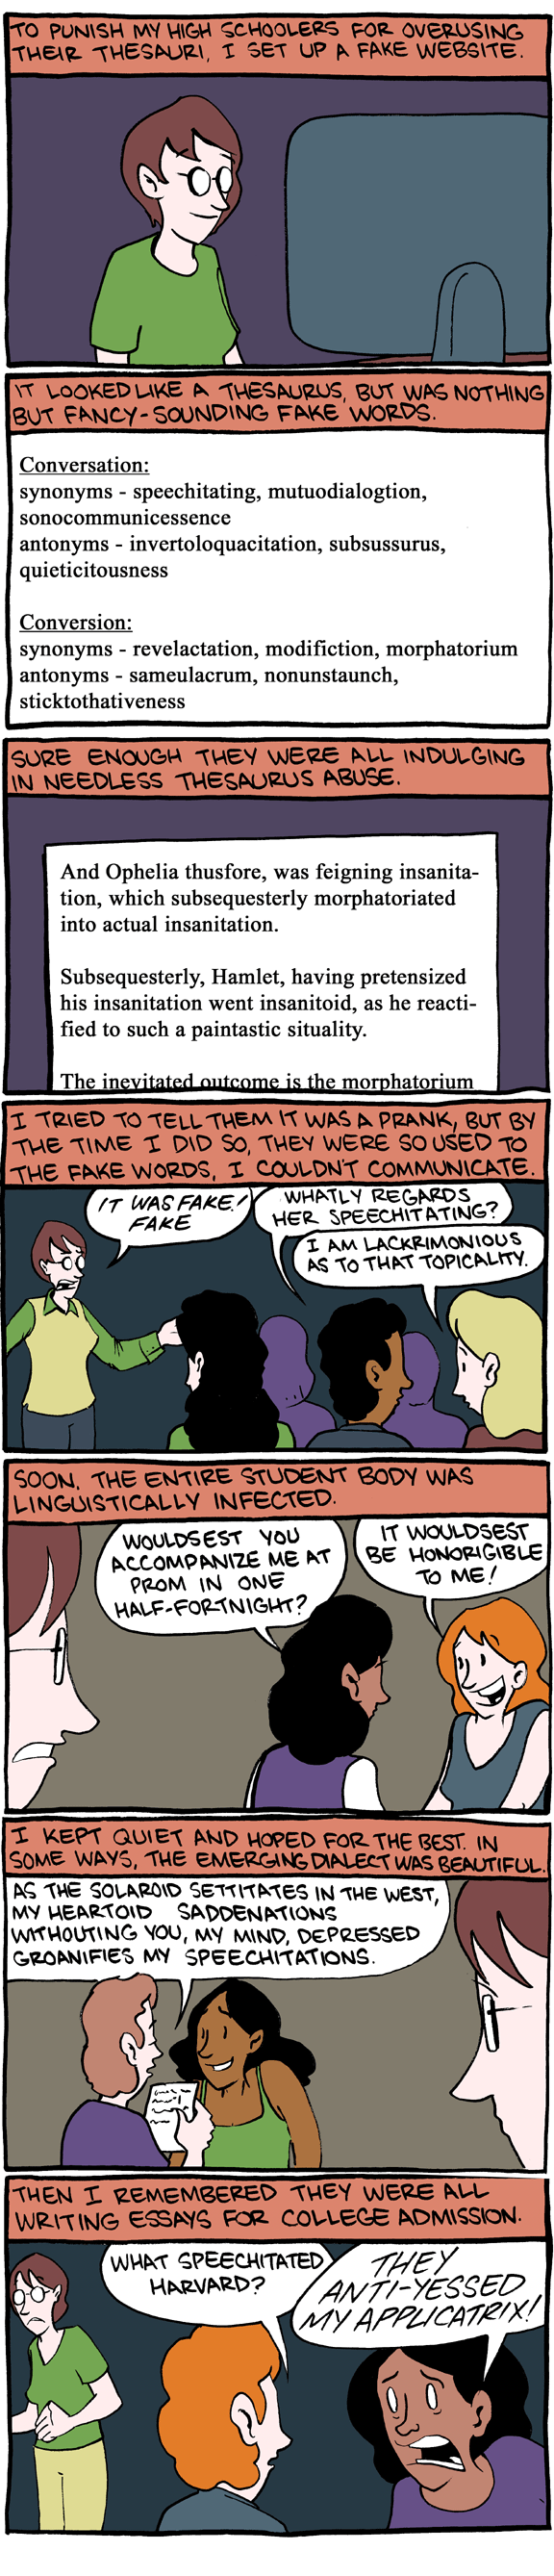 TO PUNISH MY HIGH SCHOOLERS FOR OVERUSING
THEIR THESAURI, I SET UP A FAKE WEBSITE.
IT LOOKED LIKE A THESAURUS, BUT WAS NOTHING
BUT FANCY-SOUNDING FAKE WORDS.
Conversation:
synonyms - speechitating, mutuodialogtion,
sonocommunicessence
antonyms - invertoloquacitation, subsussurus,
quieticitousness
Conversion:
synonyms - revelactation, modifiction, morphatorium
antonyms - sameulacrum, nonunstaunch,
sticktothativeness
SURE ENOUGH THEY WERE ALL INDULGING
IN NEEDLESS THESAURUS ABUSE.
And Ophelia thusfore, was feigning insanita-
tion, which subsequesterly morphatoriated
into actual insanitation.
Subsequesterly, Hamlet, having pretensized
his insanitation went insanitoid, as he reacti-
fied to such a paintastic situality.
The inevitated outcome is the morphatorium
I TRIED TO TELL THEM IT WAS A PRANK, BUT BY
THE TIME I DID SO, THEY WERE SO USED TO
THE FAKE WORDS, I COULDN'T COMMUNICATE.
IT WAS FAKE!
FAKE
WHATLY REGARDS
HER SPEECHITATING?
I AM LACKRIMONIOUS
AS TO THAT TOPICALITY.
SOON, THE ENTIRE STUDENT BODY WAS
LINGUISTICALLY INFECTED.
WOULDSEST YOU
ACCOMPANIZE ME AT
PROM IN ONE
HALF-FORTNIGHT?
IT WOULDSEST
BE HONORIGIBLE
TO ME!
I KEPT QUIET AND HOPED FOR THE BEST. IN
SOME WAYS, THE EMERGING DIALECT WAS BEAUTIFUL.
AS THE SOLAROID SETTITATES IN THE WEST,
MY HEARTOID SADDENATIONS
WITHOUTING YOU, MY MIND, DEPRESSED
GROANIFIES MY SPEECHITATIONS.
THEN I REMEMBERED THEY WERE ALL
WRITING ESSAYS FOR COLLEGE ADMISSION.
WHAT SPEECHITATED
HARVARD?
THEY
ANTI-YESSED
MY APPLICATRIX!